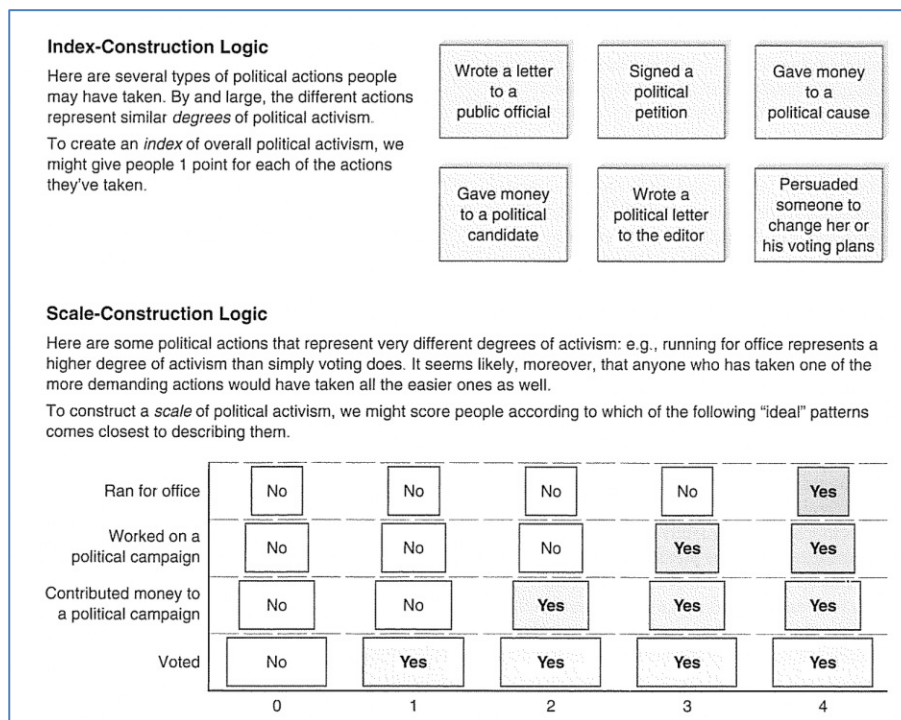 Index-Construction Logic
Here are several types of political actions people
may have taken. By and large, the different actions
represent similar degrees of political activism.
To create an index of overall political activism, we
might give people 1 point for each of the actions
they've taken.
Wrote a letter
to a
public official
Signed a
political
petition
Gave money
to a
political cause
Gave money
to a political
candidate
Wrote a
political letter
to the editor
Persuaded
someone to
change her or
his voting plans
Scale-Construction Logic
Here are some political actions that represent very different degrees of activism: e.g., running for office represents a
higher degree of activism than simply voting does. It seems likely, moreover, that anyone who has taken one of the
more demanding actions would have taken all the easier ones as well.
To construct a scale of political activism, we might score people according to which of the following “ideal” patterns
comes closest to describing them.
Ran for office No No No No Yes
Worked on a
political campaign No No No Yes Yes
Contributed money to
a political campaign No No Yes Yes Yes
Voted No Yes Yes Yes Yes
0 1 2 3 4